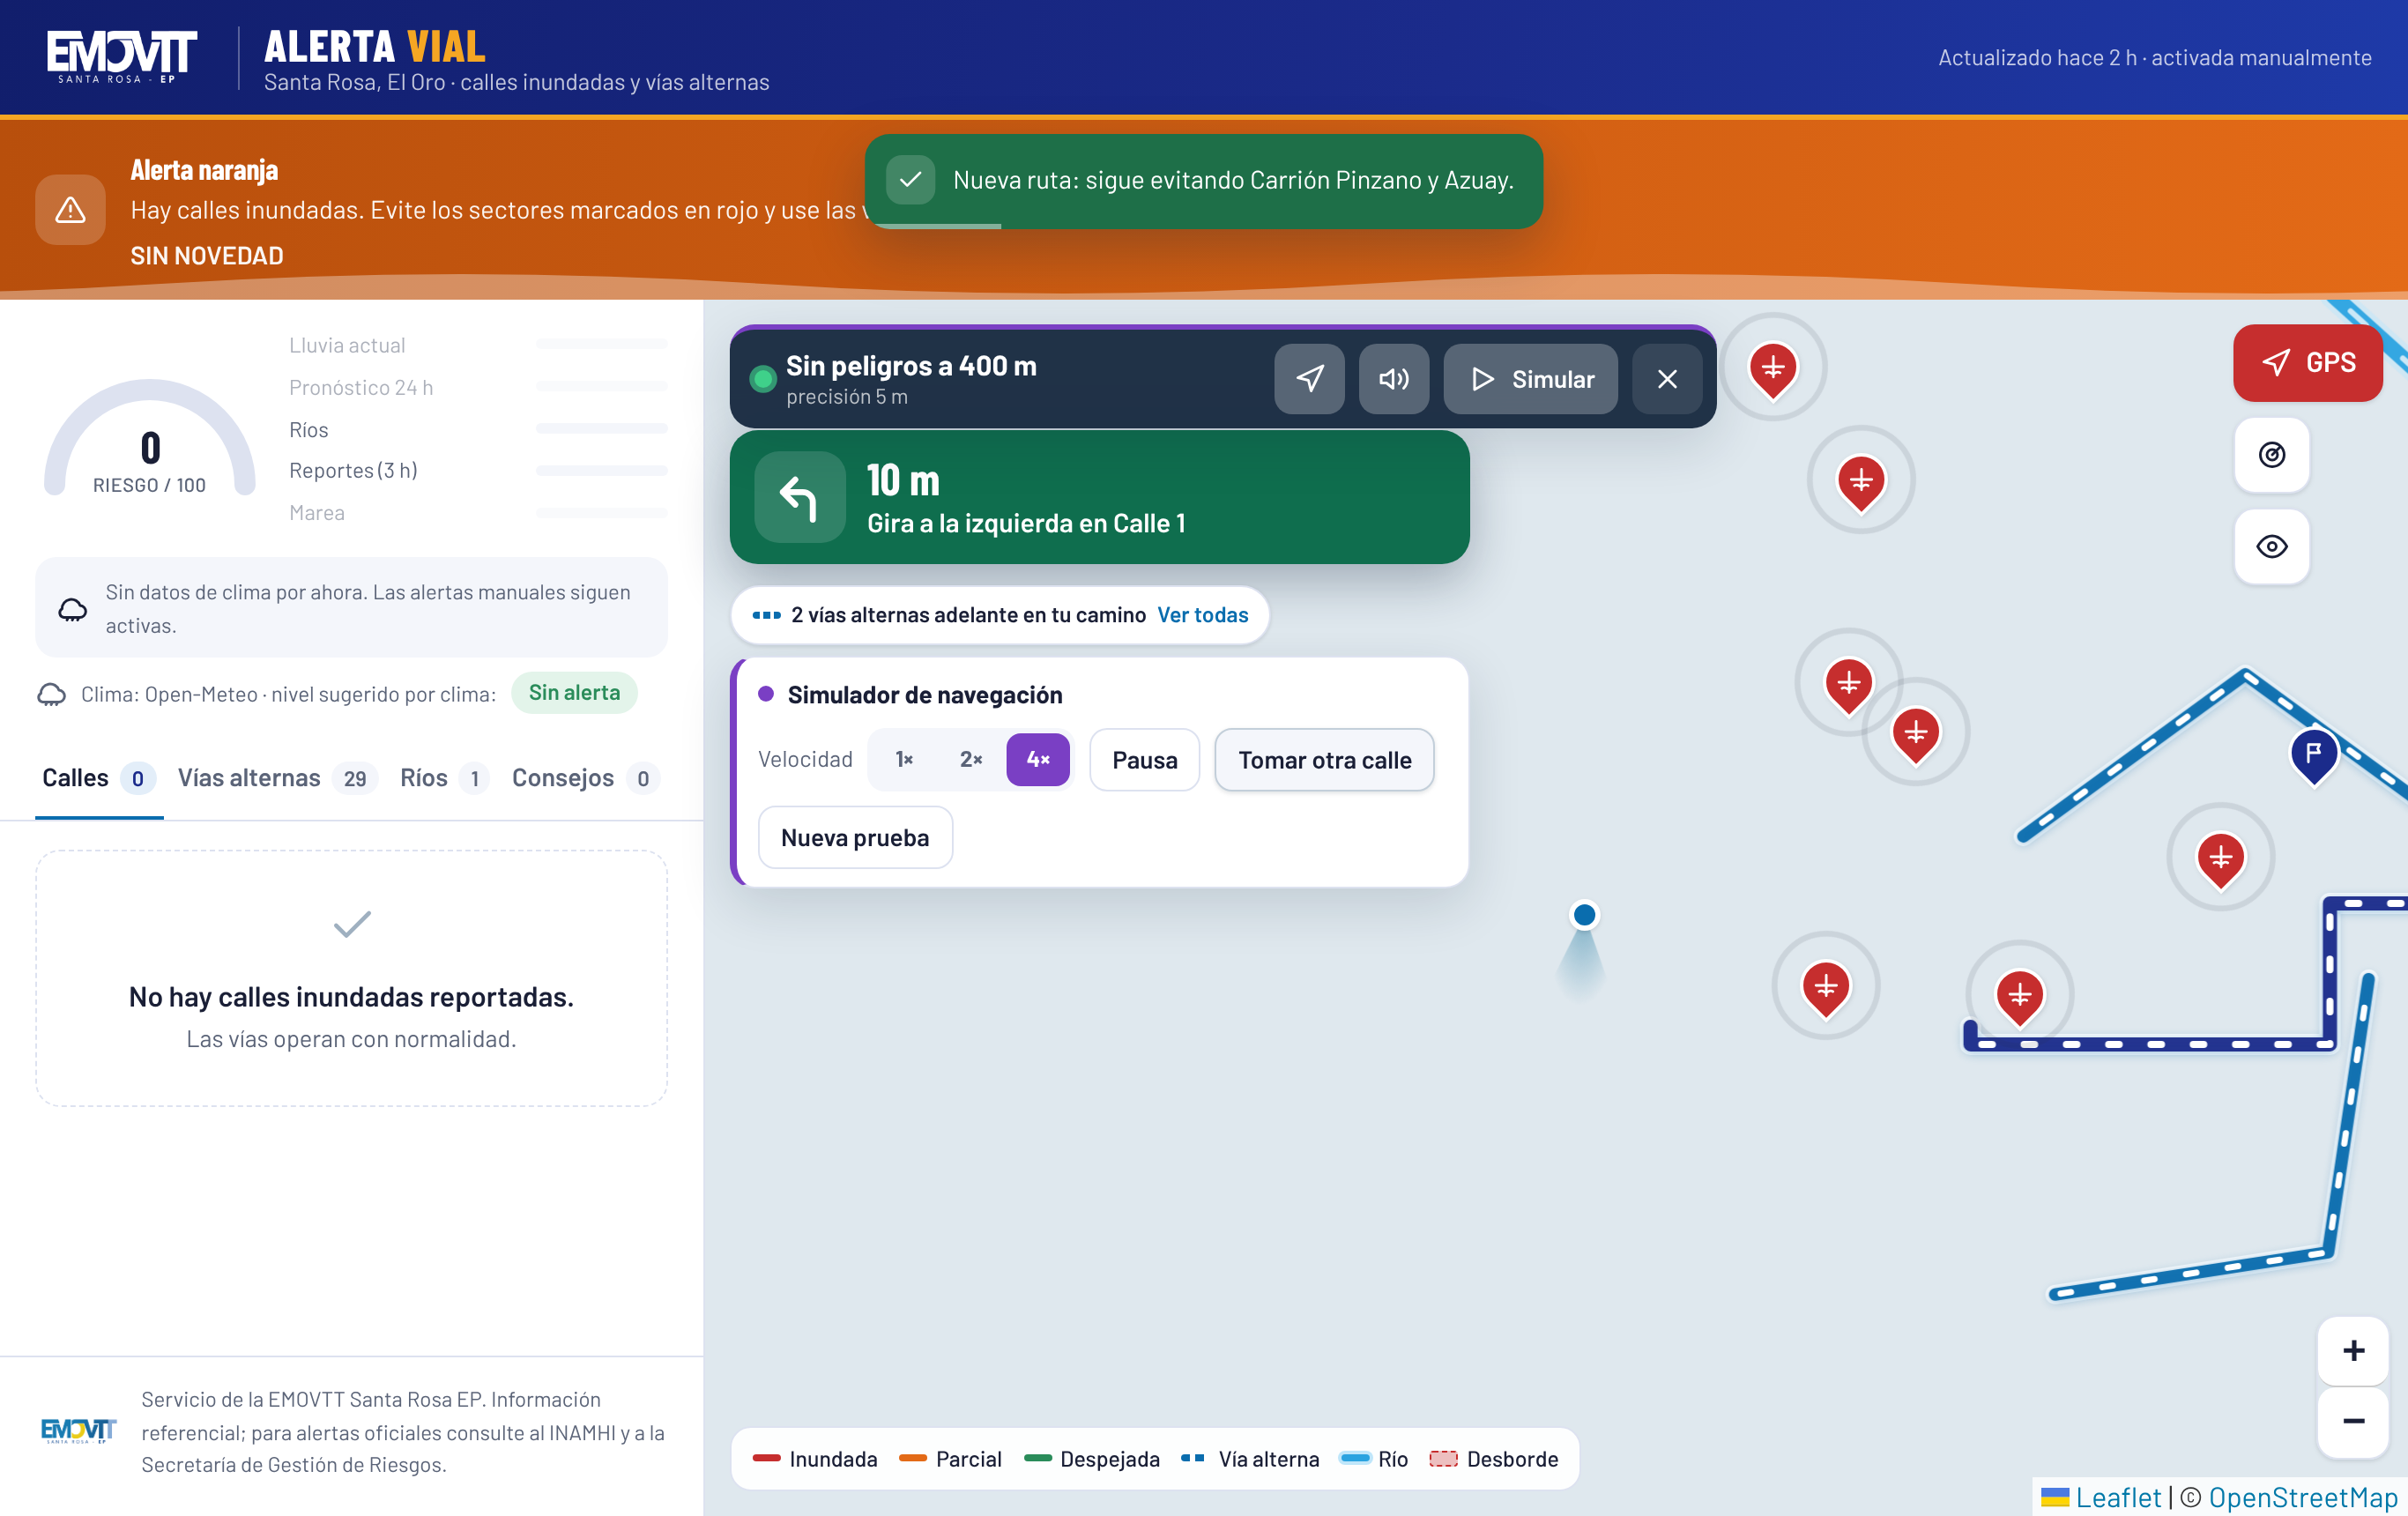 EMOVTT
SANTA ROSA - EP
ALERTA VIAL
Santa Rosa, El Oro · calles inundadas y vías alternas
Actualizado hace 2 h · activada manualmente
Alerta naranja
Hay calles inundadas. Evite los sectores marcados en rojo y use las
SIN NOVEDAD
Nueva ruta: sigue evitando Carrión Pinzano y Azuay.
0
RIESGO / 100
Lluvia actual
Pronóstico 24 h
Ríos
Reportes (3 h)
Marea
Sin datos de clima por ahora. Las alertas manuales siguen
activas.
Clima: Open-Meteo · nivel sugerido por clima: Sin alerta
Calles 0 Vías alternas 29 Ríos 1 Consejos 0
No hay calles inundadas reportadas.
Las vías operan con normalidad.
EMOVTT
SANTA ROSA - EP
Servicio de la EMOVTT Santa Rosa EP. Información
referencial; para alertas oficiales consulte al INAMHI y a la
Secretaría de Gestión de Riesgos.
Sin peligros a 400 m
precisión 5 m
Simular
GPS
10 m
Gira a la izquierda en Calle 1
2 vías alternas adelante en tu camino Ver todas
Simulador de navegación
Velocidad 1× 2× 4× Pausa Tomar otra calle
Nueva prueba
+
−
Inundada Parcial Despejada Vía alterna Río Desborde
Leaflet | © OpenStreetMap